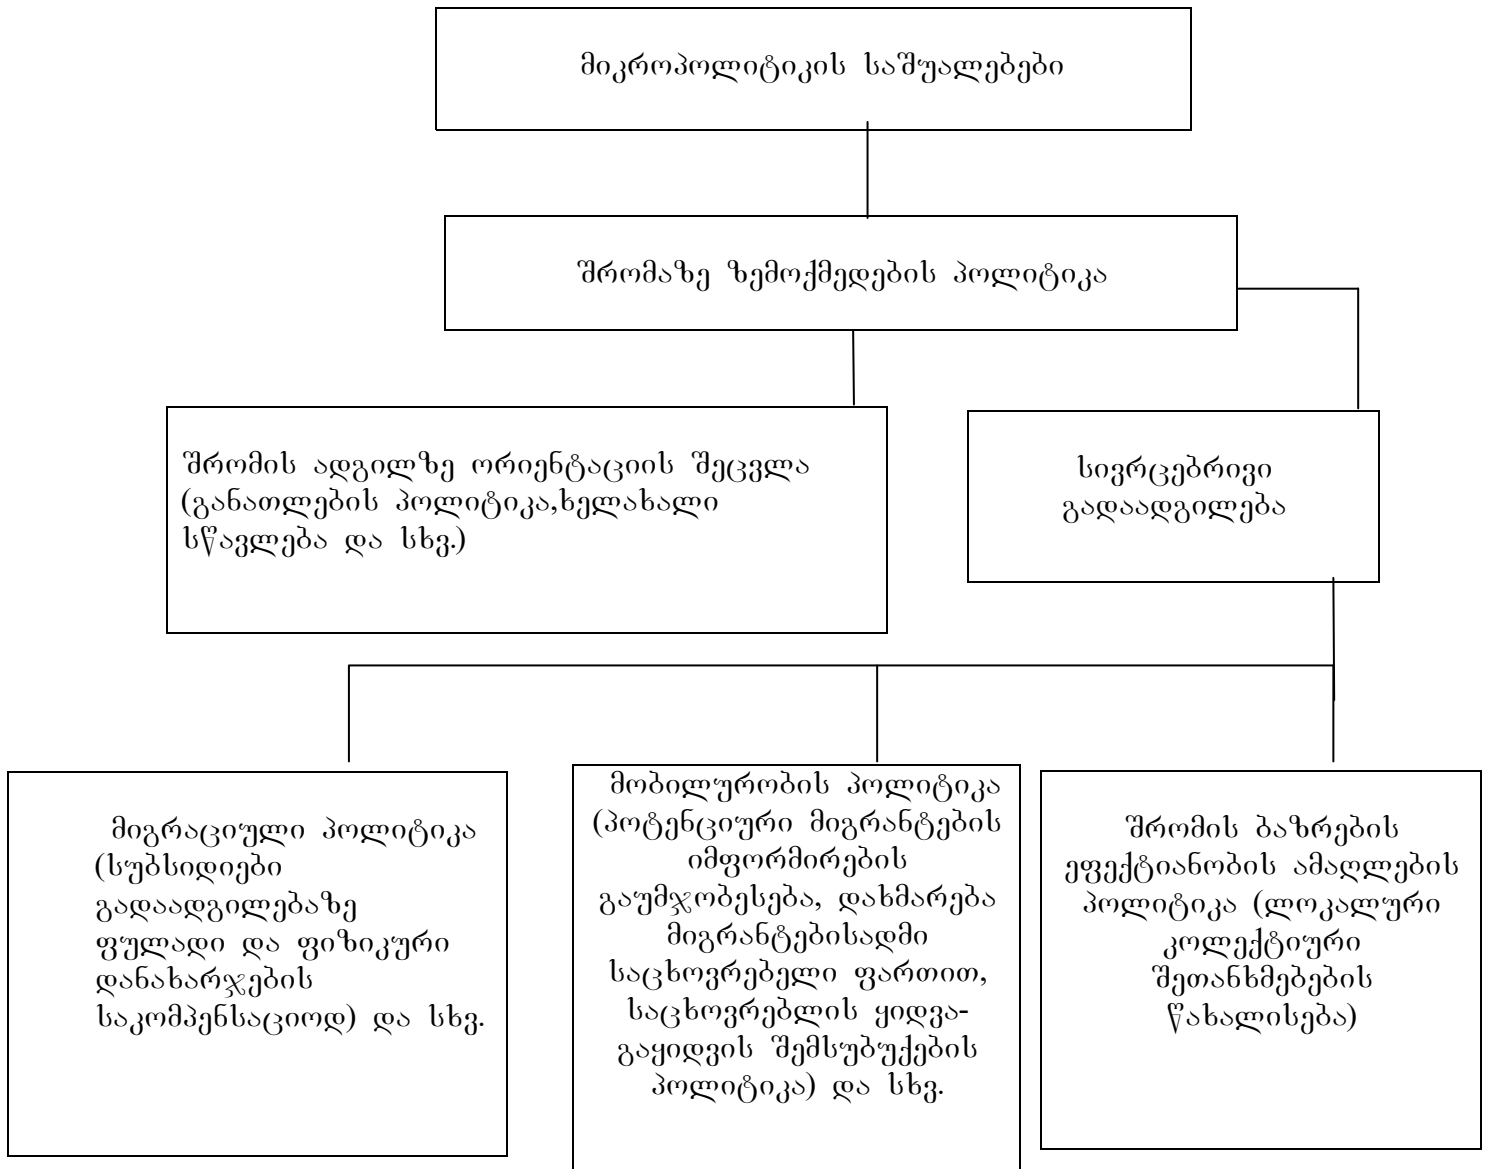 მიკროპოლიტიკის საშუალებები
შრომაზე ზემოქმედების პოლიტიკა
შრომის ადგილზე ორიენტაციის შეცვლა
(განათლების პოლიტიკა,ხელახალი
სწავლება და სხვ.)
სივრცებრივი
გადაადგილება
მიგრაციული პოლიტიკა
(სუბსიდიები
გადაადგილებაზე
ფულადი და ფიზიკური
დანახარჯების
საკომპენსაციოდ) და სხვ.
მობილურობის პოლიტიკა
(პოტენციური მიგრანტების
იმფორმირების
გაუმჯობესება, დახმარება
მიგრანტებისადმი
საცხოვრებელი ფართით,
საცხოვრებლის ყიდვა-
გაყიდვის შემსუბუქების
პოლიტიკა) და სხვ.
შრომის ბაზრების
ეფექტიანობის ამაღლების
პოლიტიკა (ლოკალური
კოლექტიური
შეთანხმებების
წახალისება)